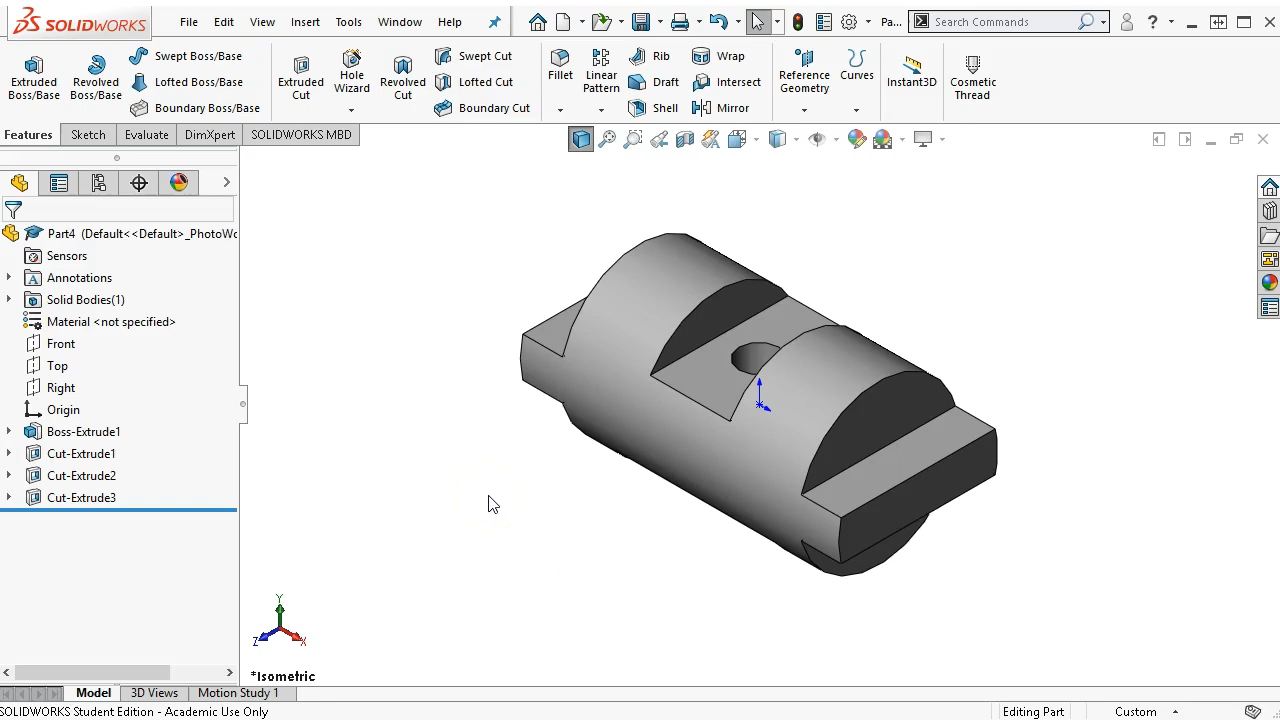 SOLIDWORKS File Edit View Insert Tools Window Help Pa... Search Commands ?
Extruded Boss/Base
Revolved Boss/Base
Swept Boss/Base
Lofted Boss/Base
Boundary Boss/Base
Extruded Cut
Hole Wizard
Revolved Cut
Swept Cut
Lofted Cut
Boundary Cut
Fillet
Linear Pattern
Rib
Draft
Shell
Wrap
Intersect
Mirror
Reference Geometry
Curves
Instant3D
Cosmetic Thread
Features Sketch Evaluate DimXpert SOLIDWORKS MBD
Part4 (Default<<Default>_PhotoWo
Sensors
A Annotations
Solid Bodies(1)
Material <not specified>
Front
Top
Right
Origin
Boss-Extrude1
Cut-Extrude1
Cut-Extrude2
Cut-Extrude3
Y
Z X
*Isometric
Model 3D Views Motion Study 1
SOLIDWORKS Student Edition - Academic Use Only Editing Part Custom